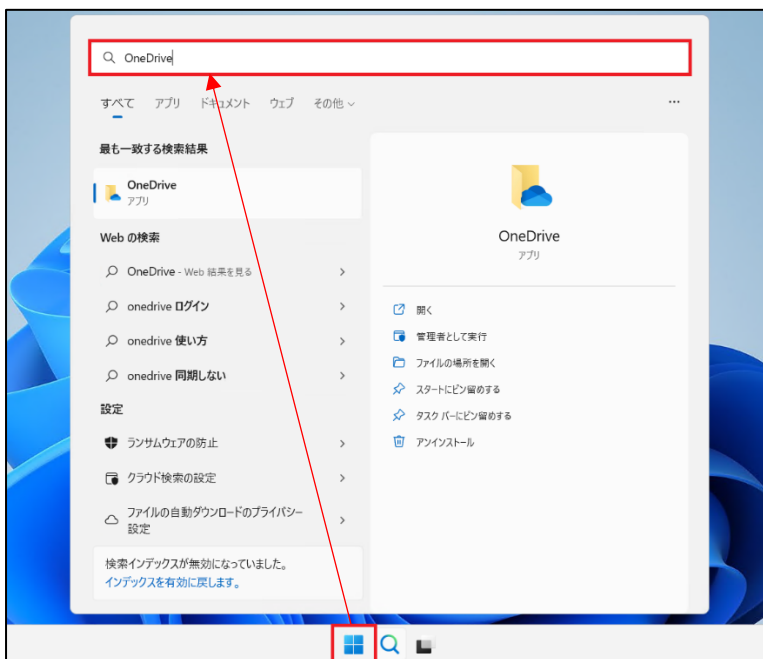 OneDrive
すべて アプリ ドキュメント ウェブ その他
最も一致する検索結果
OneDrive
アプリ
Web の検索
OneDrive - Web 結果を見る
onedrive ログイン
onedrive 使い方
onedrive 同期しない
設定
ランサムウェアの防止
クラウド検索の設定
ファイルの自動ダウンロードのプライバシー
設定
検索インデックスが無効になっていました。
インデックスを有効に戻します。
OneDrive
アプリ
開く
管理者として実行
ファイルの場所を開く
スタートにピン留めする
タスク バーにピン留めする
アンインストール